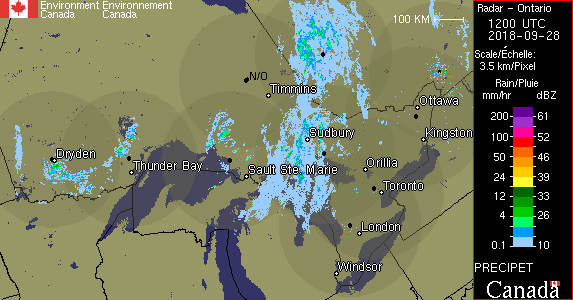 Environment Environnement
Canada Canada
100 KM
Radar - Ontario
1200 UTC
2018-09-28
Scale/Échelle:
3.5 km/Pixel
Rain/Pluie
mm/hr dBZ
200 61
100 52
50 46
24 39
12 33
4 26
0.1 10
PRECIPET
Canada
N/O
Timmins
Ottawa
Sudbury
Kingston
Dryden
Thunder Bay
Sault Ste. Marie
Orillia
Toronto
London
Windsor